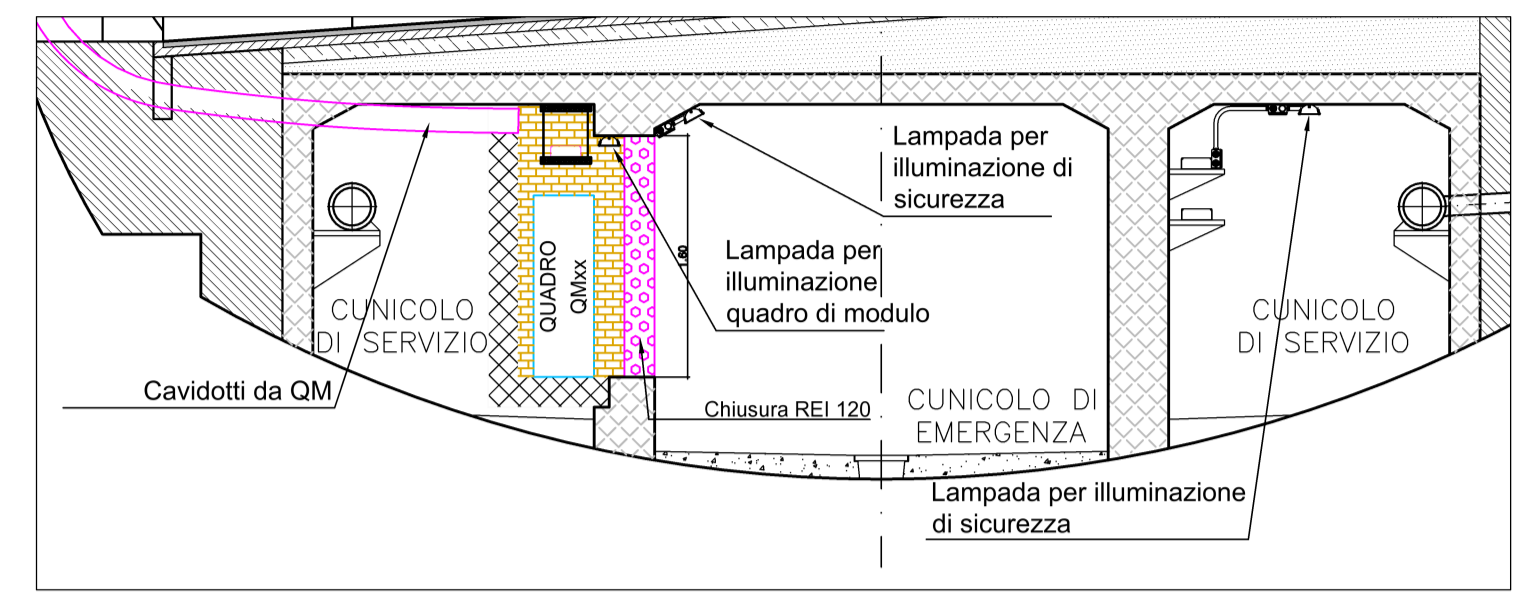 Lampada per
illuminazione di
sicurezza
Lampada per
illuminazione
quadro di modulo
1.60
QUADRO
QMxx
CUNICOLO
DI SERVIZIO
CUNICOLO
DI SERVIZIO
Cavidotti da QM
Chiusura REI 120
CUNICOLO DI
EMERGENZA
Lampada per illuminazione
di sicurezza